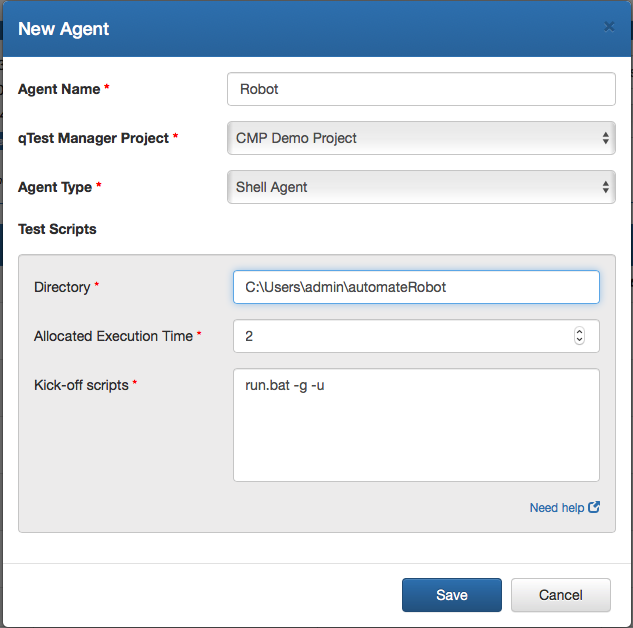 New Agent ×
Agent Name * Robot
qTest Manager Project * CMP Demo Project
Agent Type * Shell Agent
Test Scripts
Directory * C:\Users\admin\automateRobot
Allocated Execution Time * 2
Kick-off scripts * run.bat -g -u
Need help
Save Cancel